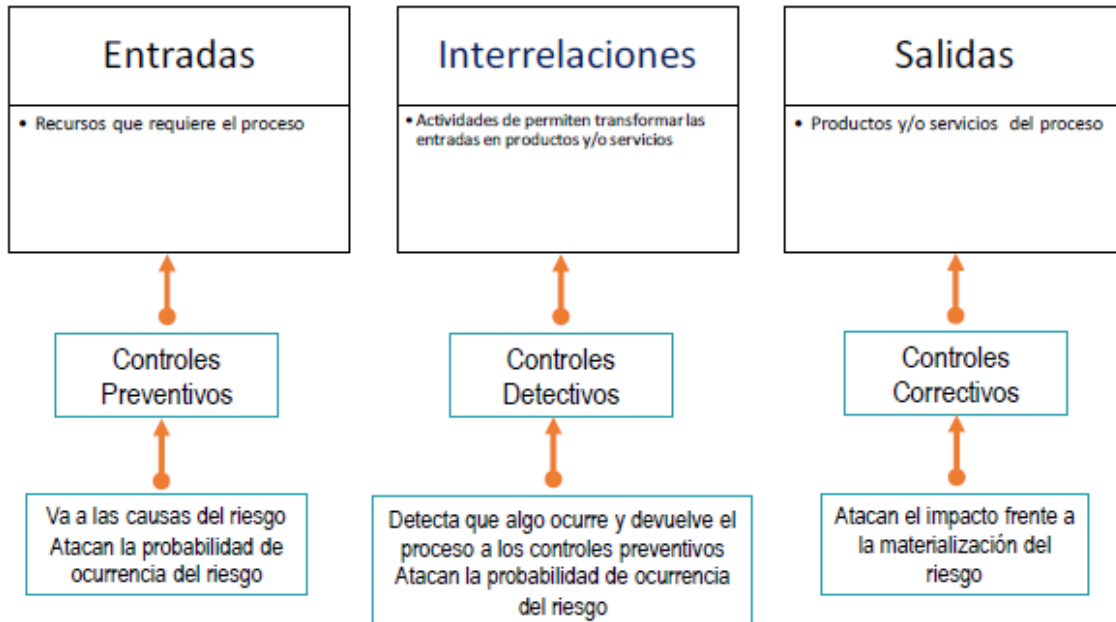 Entradas
• Recursos que requiere el proceso
Interrelaciones
• Actividades de permiten transformar las
entradas en productos y/o servicios
Salidas
• Productos y/o servicios del proceso
Controles
Preventivos
Controles
Detectivos
Controles
Correctivos
Va a las causas del riesgo
Atacan la probabilidad de
ocurrencia del riesgo
Detecta que algo ocurre y devuelve el
proceso a los controles preventivos
Atacan la probabilidad de ocurrencia
del riesgo
Atacan el impacto frente a
la materialización del
riesgo